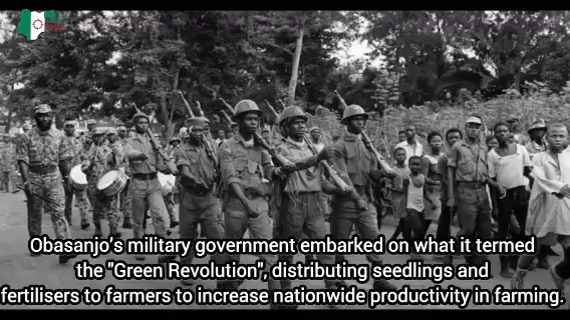 Obasanjo's military government embarked on what it termed
the "Green Revolution", distributing seedlings and
fertilisers to farmers to increase nationwide productivity in farming.